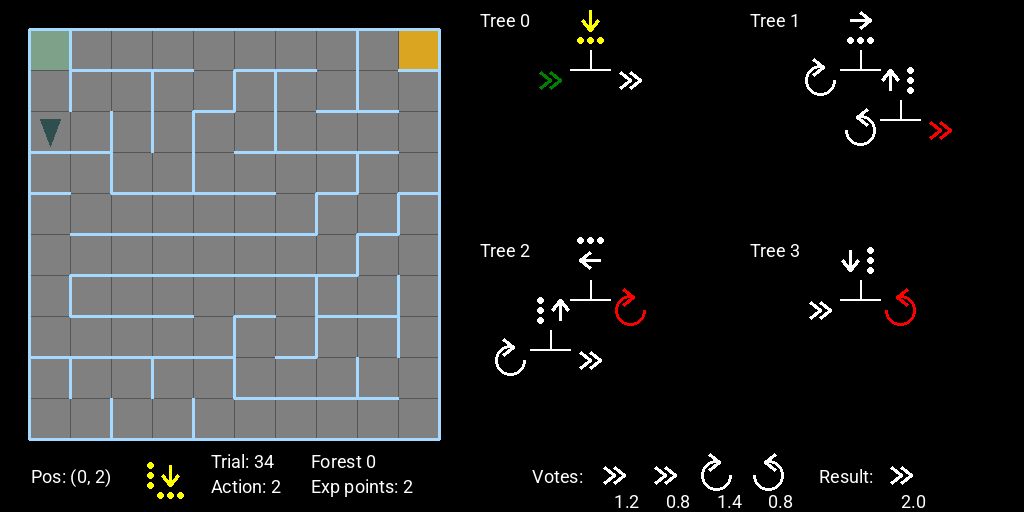 Tree 0
Tree 1
Tree 2
Tree 3
Pos: (0, 2)
Trial: 34
Action: 2
Forest 0
Exp points: 2
Votes:
1.2 0.8 1.4 0.8
Result:
2.0